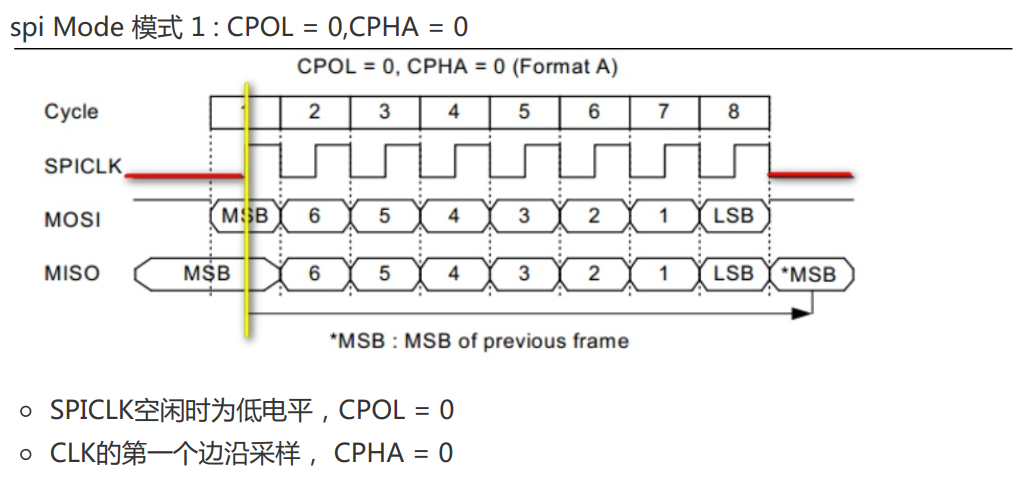 spi Mode 模式 1 : CPOL = 0,CPHA = 0
CPOL = 0, CPHA = 0 (Format A)
Cycle 1 2 3 4 5 6 7 8
SPICLK
MOSI MSB 6 5 4 3 2 1 LSB
MISO MSB 6 5 4 3 2 1 LSB *MSB
*MSB : MSB of previous frame
SPICLK空闲时为低电平，CPOL = 0
CLK的第一个边沿采样， CPHA = 0